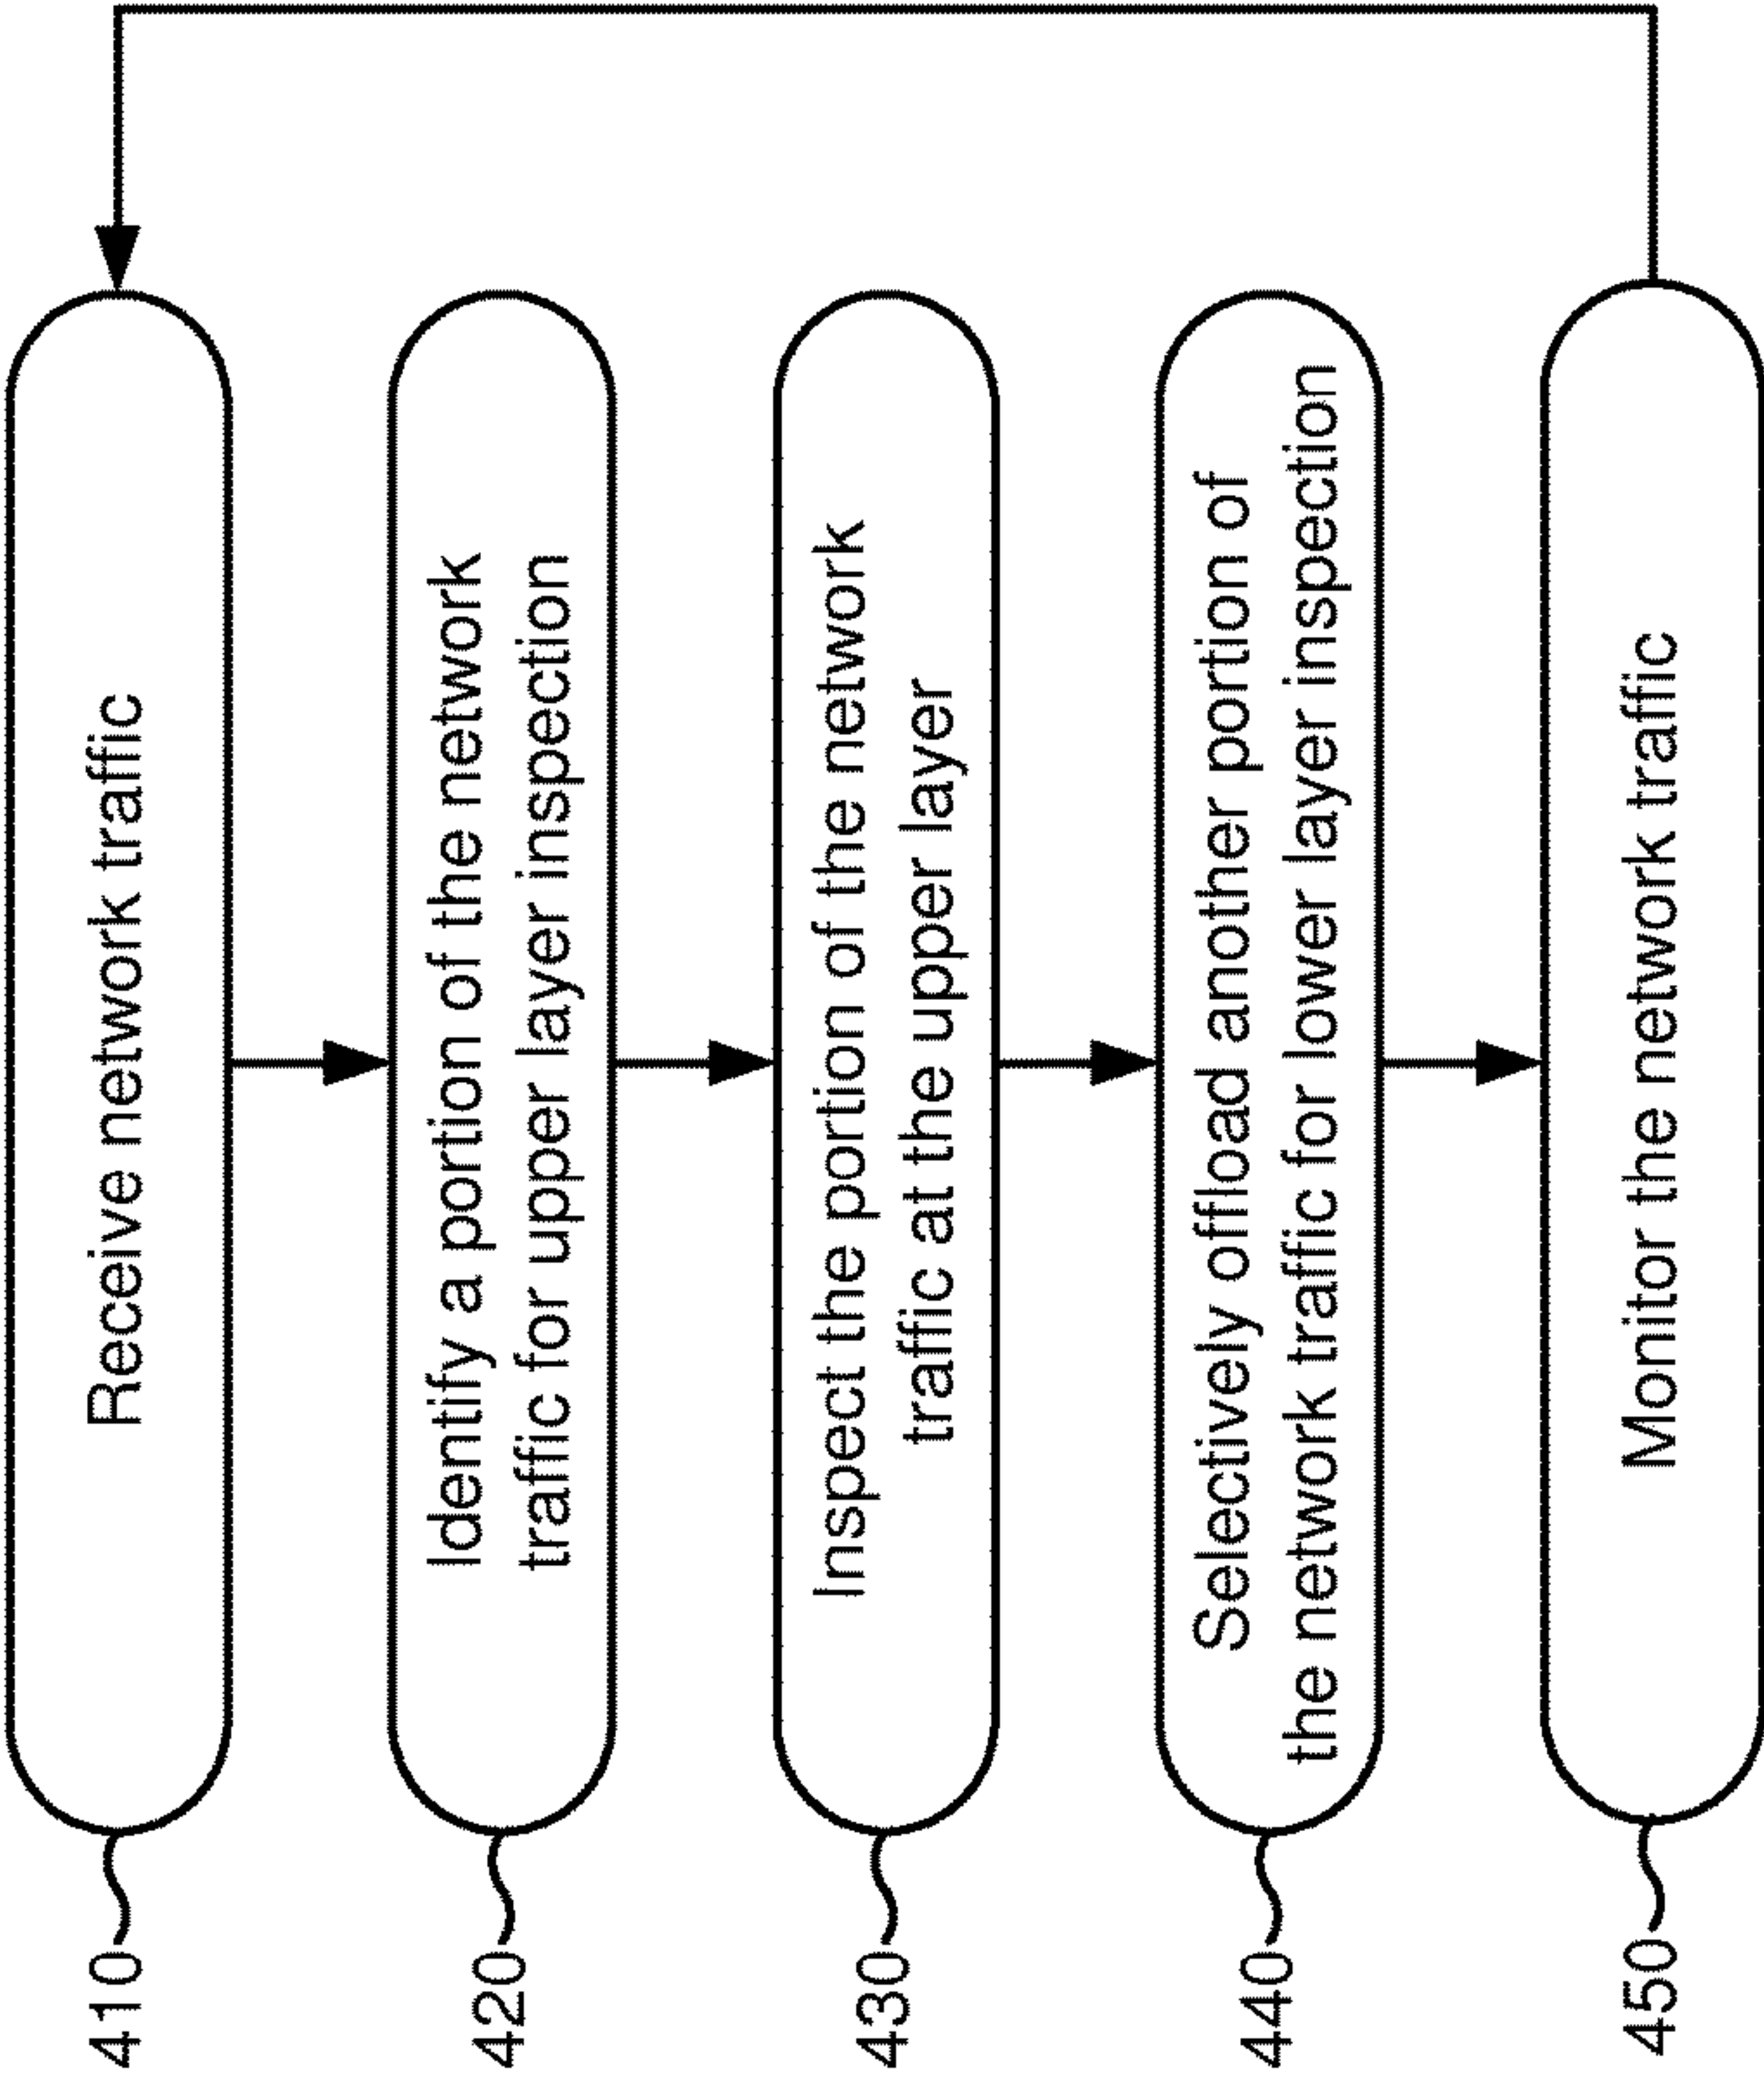 410
Receive network traffic
420
Identify a portion of the network
traffic for upper layer inspection
430
Inspect the portion of the network
traffic at the upper layer
440
Selectively offload another portion of
the network traffic for lower layer inspection
450
Monitor the network traffic